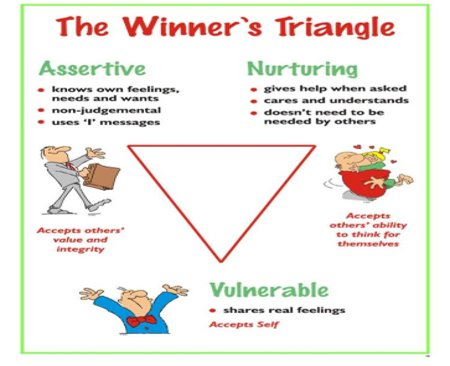 The Winner's Triangle
Assertive
• knows own feelings,
needs and wants
• non-judgemental
• uses 'I' messages
Nurturing
• gives help when asked
• cares and understands
• doesn't need to be
needed by others
Accepts others'
value and
integrity
Accepts
others' ability
to think for
themselves
Vulnerable
• shares real feelings
Accepts Self